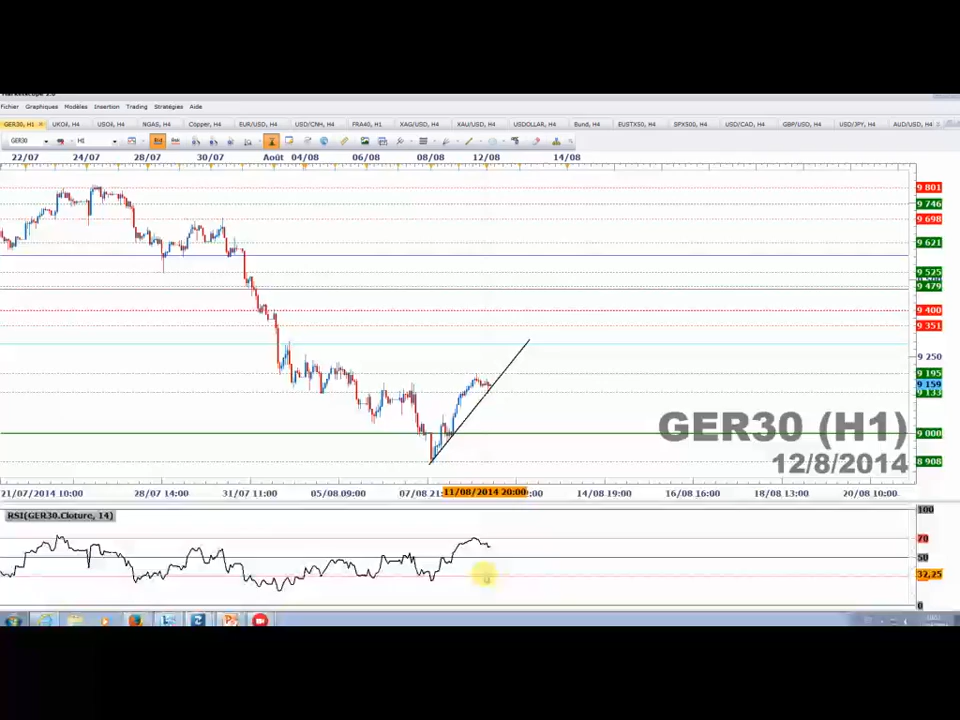 Marketscope 2.0
Fichier Graphiques Modèles Insertion Trading Stratégies Aide
GER30, H1 UKOil, H4 USOil, H4 NGAS, H4 Copper, H4 EUR/USD, H4 USD/CNH, H4 FRA40, H1 XAG/USD, H4 XAU/USD, H4 USDOLLAR, H4 Bund, H4 EUSTX50, H4 SPX500, H4 USD/CAD, H4 GBP/USD, H4 USD/JPY, H4 AUD/USD, H4
GER30 H1
22/07 24/07 28/07 30/07 Août 04/08 06/08 08/08 12/08 14/08
9 801
9 746
9 698
9 621
9 525
9 479
9 400
9 351
9 250
9 195
9 159
9 133
9 000
8 908
GER30 (H1)
12/8/2014
21/07/2014 10:00 28/07 14:00 31/07 11:00 05/08 09:00 07/08 21: 11/08/2014 20:00 :00 14/08 19:00 16/08 16:00 18/08 13:00 20/08 10:00
RSI(GER30.Cloture, 14)
100
70
50
32,25
0